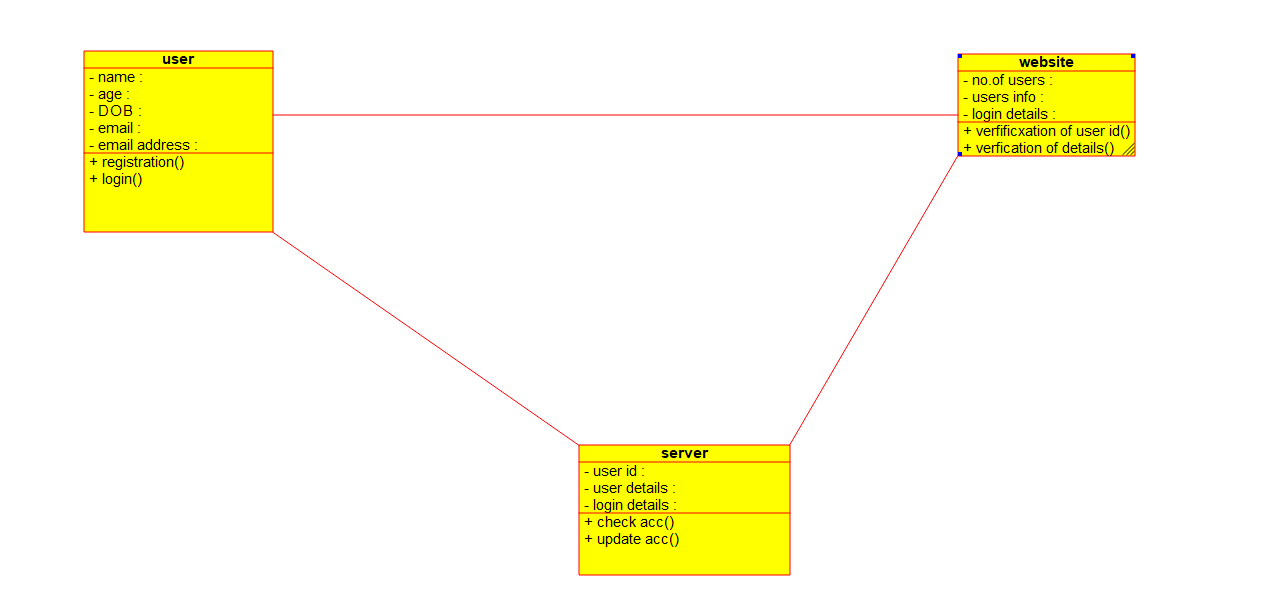 user
- name :
- age :
- DOB :
- email :
- email address :
+ registration()
+ login()
website
- no.of users :
- users info :
- login details :
+ verfificxation of user id()
+ verfication of details()
server
- user id :
- user details :
- login details :
+ check acc()
+ update acc()